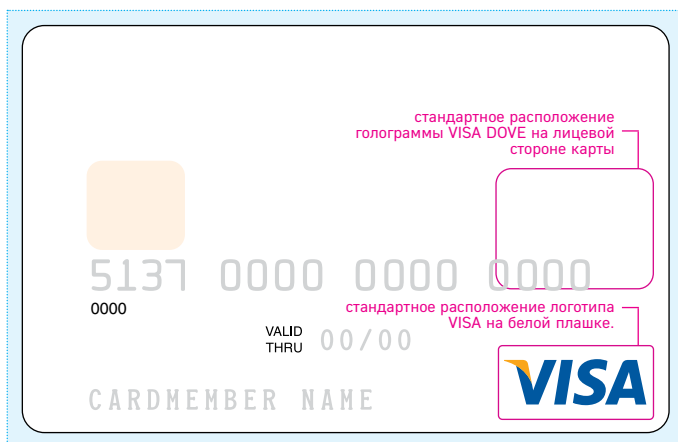 стандартное расположение
голограммы VISA DOVE на лицевой
стороне карты
5137 0000 0000 0000
0000
стандартное расположение логотипа
VISA на белой плашке.
VALID
THRU 00/00
VISA
CARDMEMBER NAME